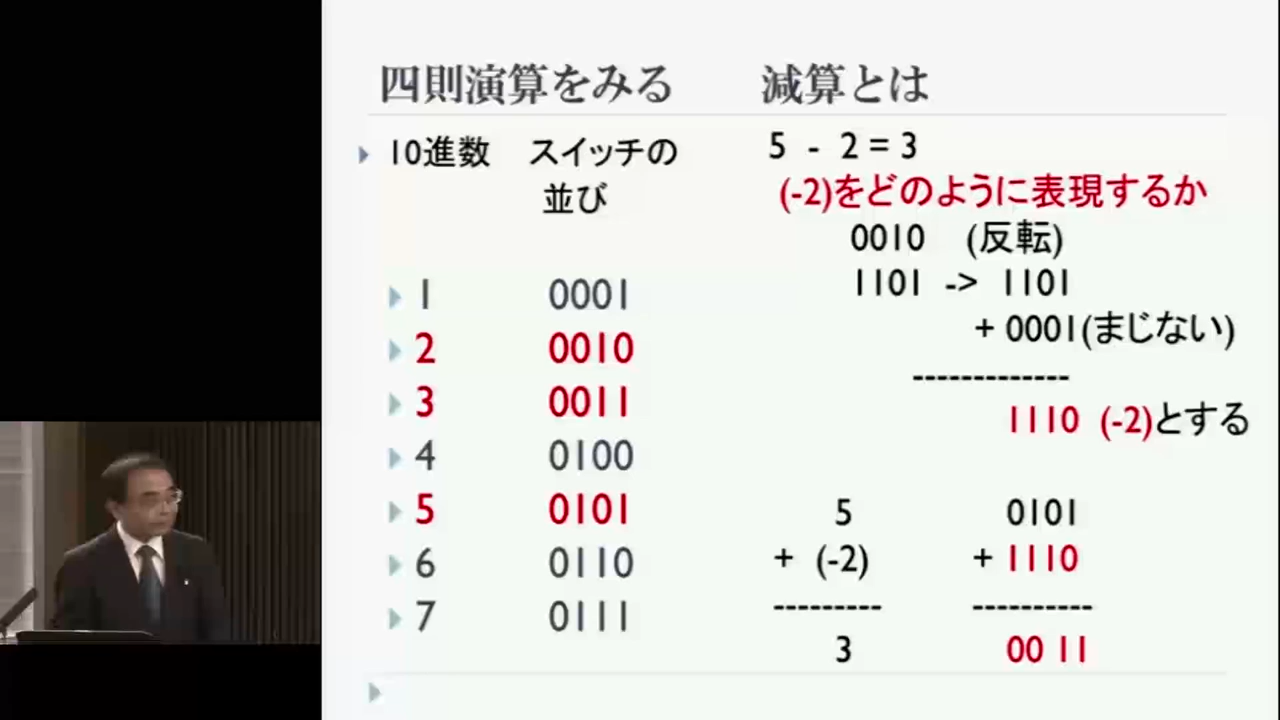 四則演算をみる 減算とは
10進数 スイッチの
並び
1 0001
2 0010
3 0011
4 0100
5 0101
6 0110
7 0111
5 - 2 = 3
(-2)をどのように表現するか
0010 (反転)
1101 -> 1101
+ 0001(まじない)
-------------
1110 (-2)とする
5 0101
+ (-2) + 1110
--------- ----------
3 00 11